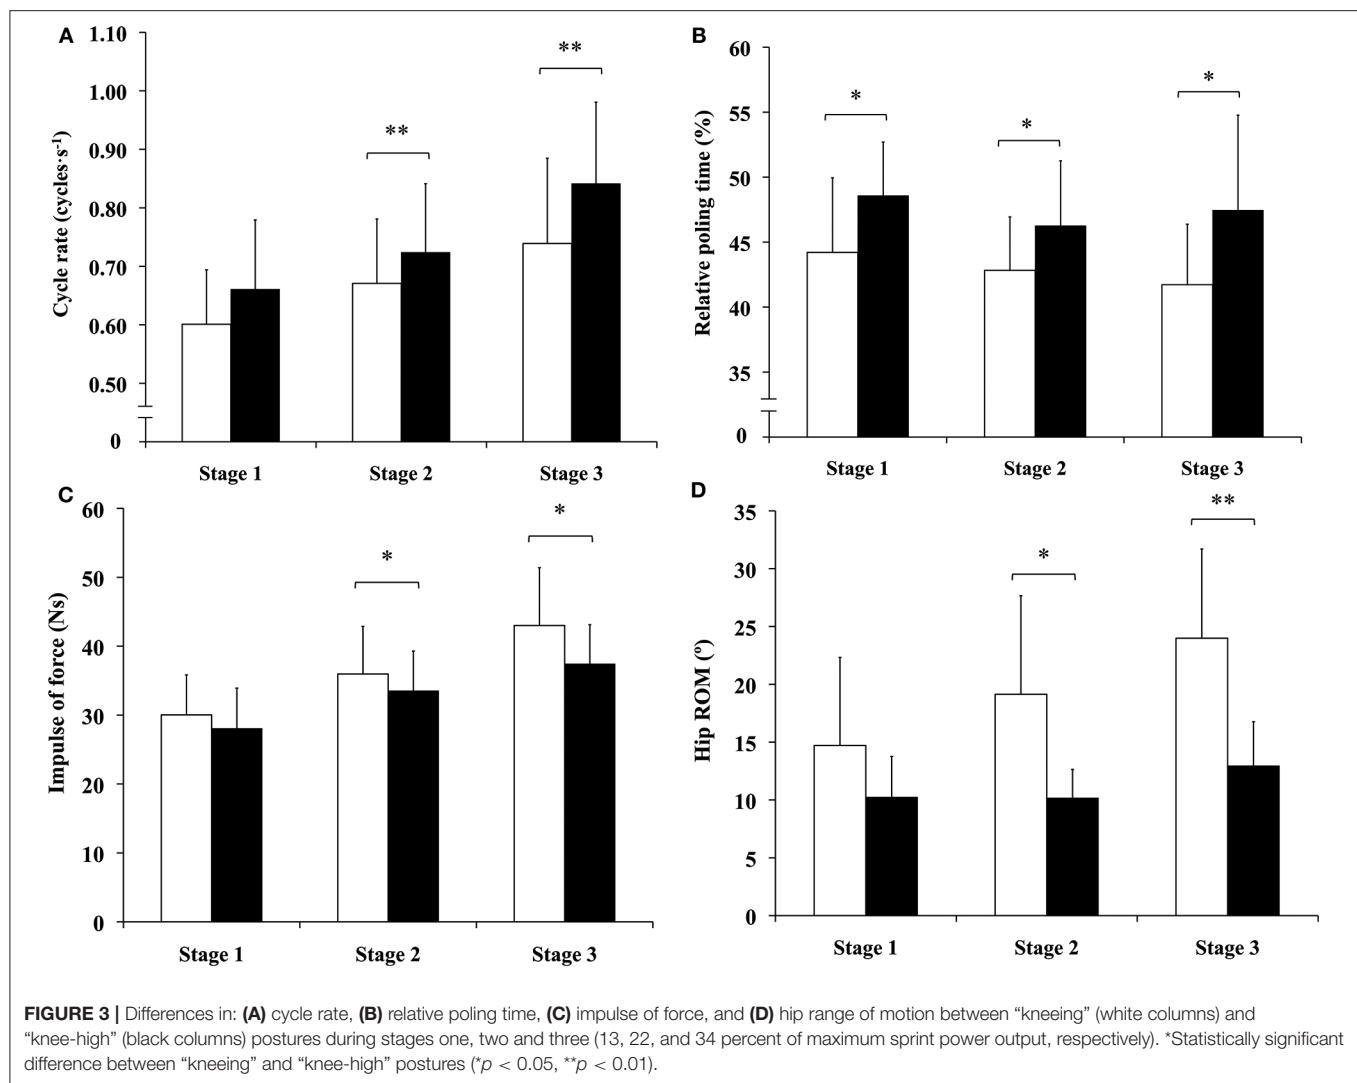 A
1.10
1.00
0.90
0.80
0.70
0.60
0.50
0
Cycle rate (cycles·s⁻¹)
**
**
Stage 1
Stage 2
Stage 3
B
60
55
50
45
40
35
0
Relative poling time (%)
*
*
*
Stage 1
Stage 2
Stage 3
C
60
50
40
30
20
10
0
Impulse of force (Ns)
*
*
Stage 1
Stage 2
Stage 3
D
35
30
25
20
15
10
5
0
Hip ROM (º)
*
**
Stage 1
Stage 2
Stage 3
FIGURE 3 | Differences in: (A) cycle rate, (B) relative poling time, (C) impulse of force, and (D) hip range of motion between “kneeing” (white columns) and
“knee-high” (black columns) postures during stages one, two and three (13, 22, and 34 percent of maximum sprint power output, respectively). *Statistically significant
difference between “kneeing” and “knee-high” postures (*p < 0.05, **p < 0.01).